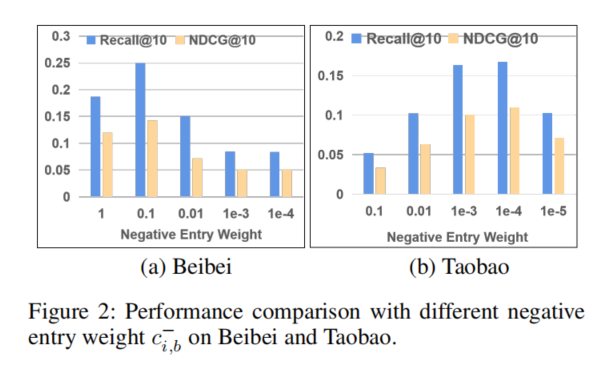 Recall@10 NDCG@10
0.3
0.25
0.2
0.15
0.1
0.05
0
1 0.1 0.01 1e-3 1e-4
Negative Entry Weight
(a) Beibei
Recall@10 NDCG@10
0.2
0.15
0.1
0.05
0
0.1 0.01 1e-3 1e-4 1e-5
Negative Entry Weight
(b) Taobao
Figure 2: Performance comparison with different negative
entry weight c⁻ᵢ,b on Beibei and Taobao.